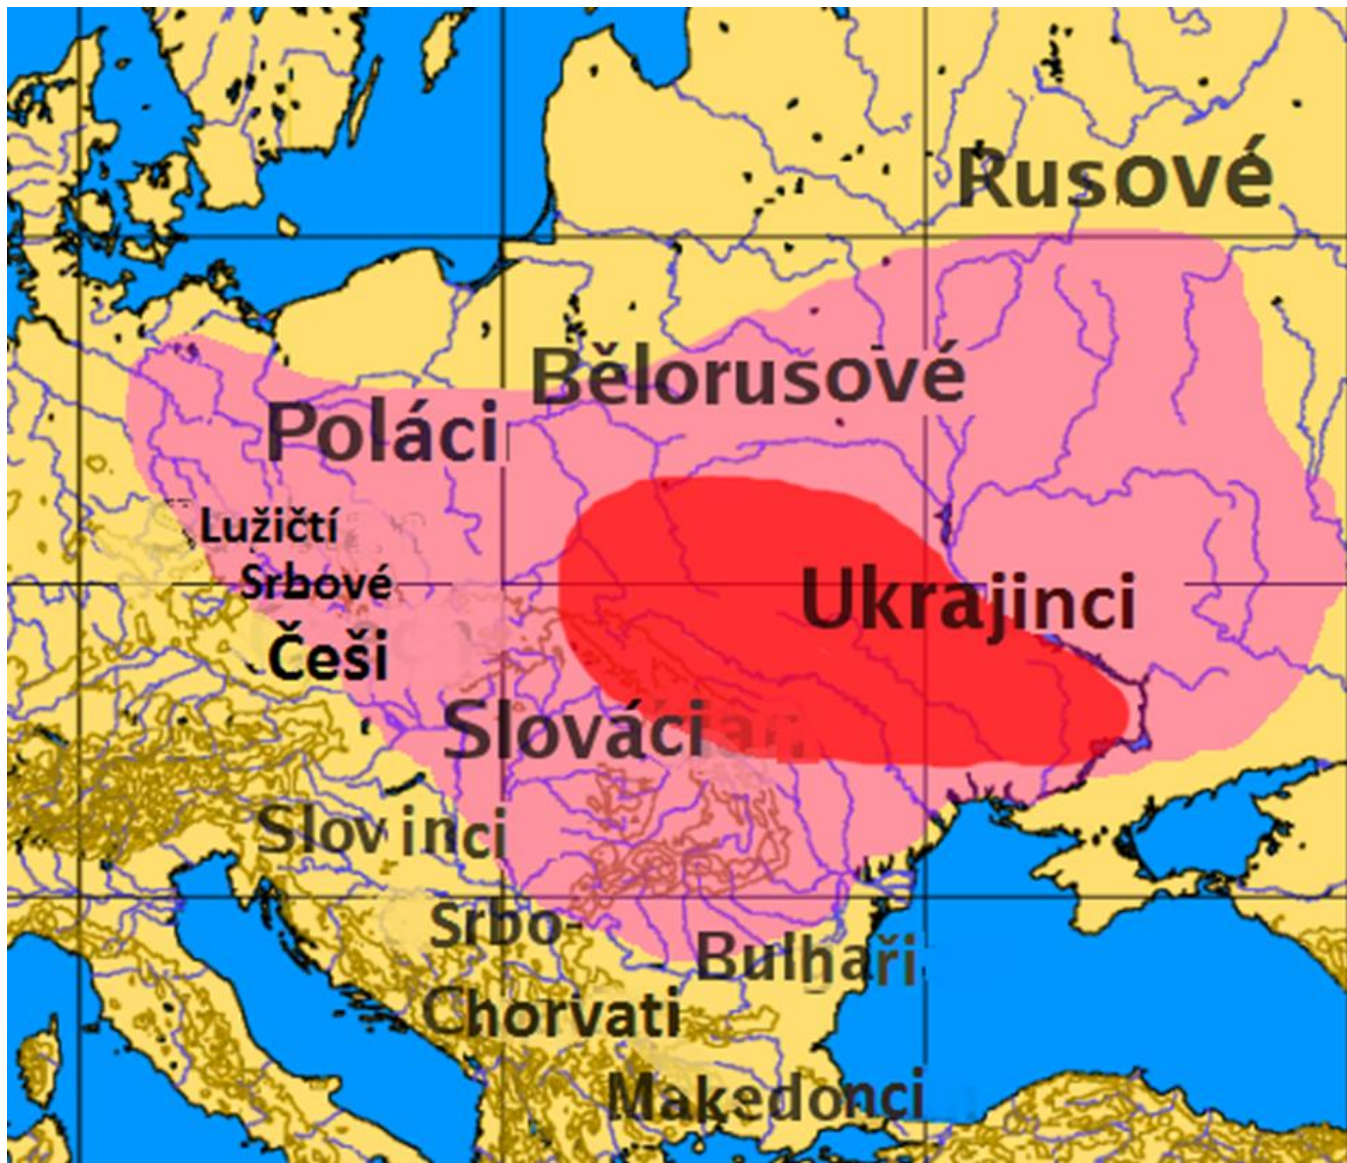 Rusové
Bělorusové
Poláci
Lužičtí
Srbové
Ukrajinci
Češi
Slováci
Slovinci
Srbo-
Bulhaři
Chorvati
Makedonci